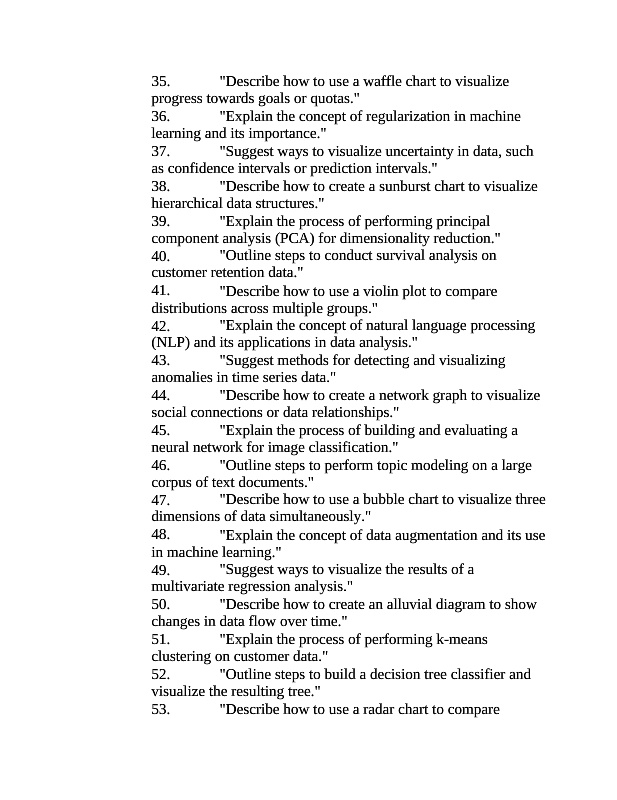 35. "Describe how to use a waffle chart to visualize
progress towards goals or quotas."
36. "Explain the concept of regularization in machine
learning and its importance."
37. "Suggest ways to visualize uncertainty in data, such
as confidence intervals or prediction intervals."
38. "Describe how to create a sunburst chart to visualize
hierarchical data structures."
39. "Explain the process of performing principal
component analysis (PCA) for dimensionality reduction."
40. "Outline steps to conduct survival analysis on
customer retention data."
41. "Describe how to use a violin plot to compare
distributions across multiple groups."
42. "Explain the concept of natural language processing
(NLP) and its applications in data analysis."
43. "Suggest methods for detecting and visualizing
anomalies in time series data."
44. "Describe how to create a network graph to visualize
social connections or data relationships."
45. "Explain the process of building and evaluating a
neural network for image classification."
46. "Outline steps to perform topic modeling on a large
corpus of text documents."
47. "Describe how to use a bubble chart to visualize three
dimensions of data simultaneously."
48. "Explain the concept of data augmentation and its use
in machine learning."
49. "Suggest ways to visualize the results of a
multivariate regression analysis."
50. "Describe how to create an alluvial diagram to show
changes in data flow over time."
51. "Explain the process of performing k-means
clustering on customer data."
52. "Outline steps to build a decision tree classifier and
visualize the resulting tree."
53. "Describe how to use a radar chart to compare